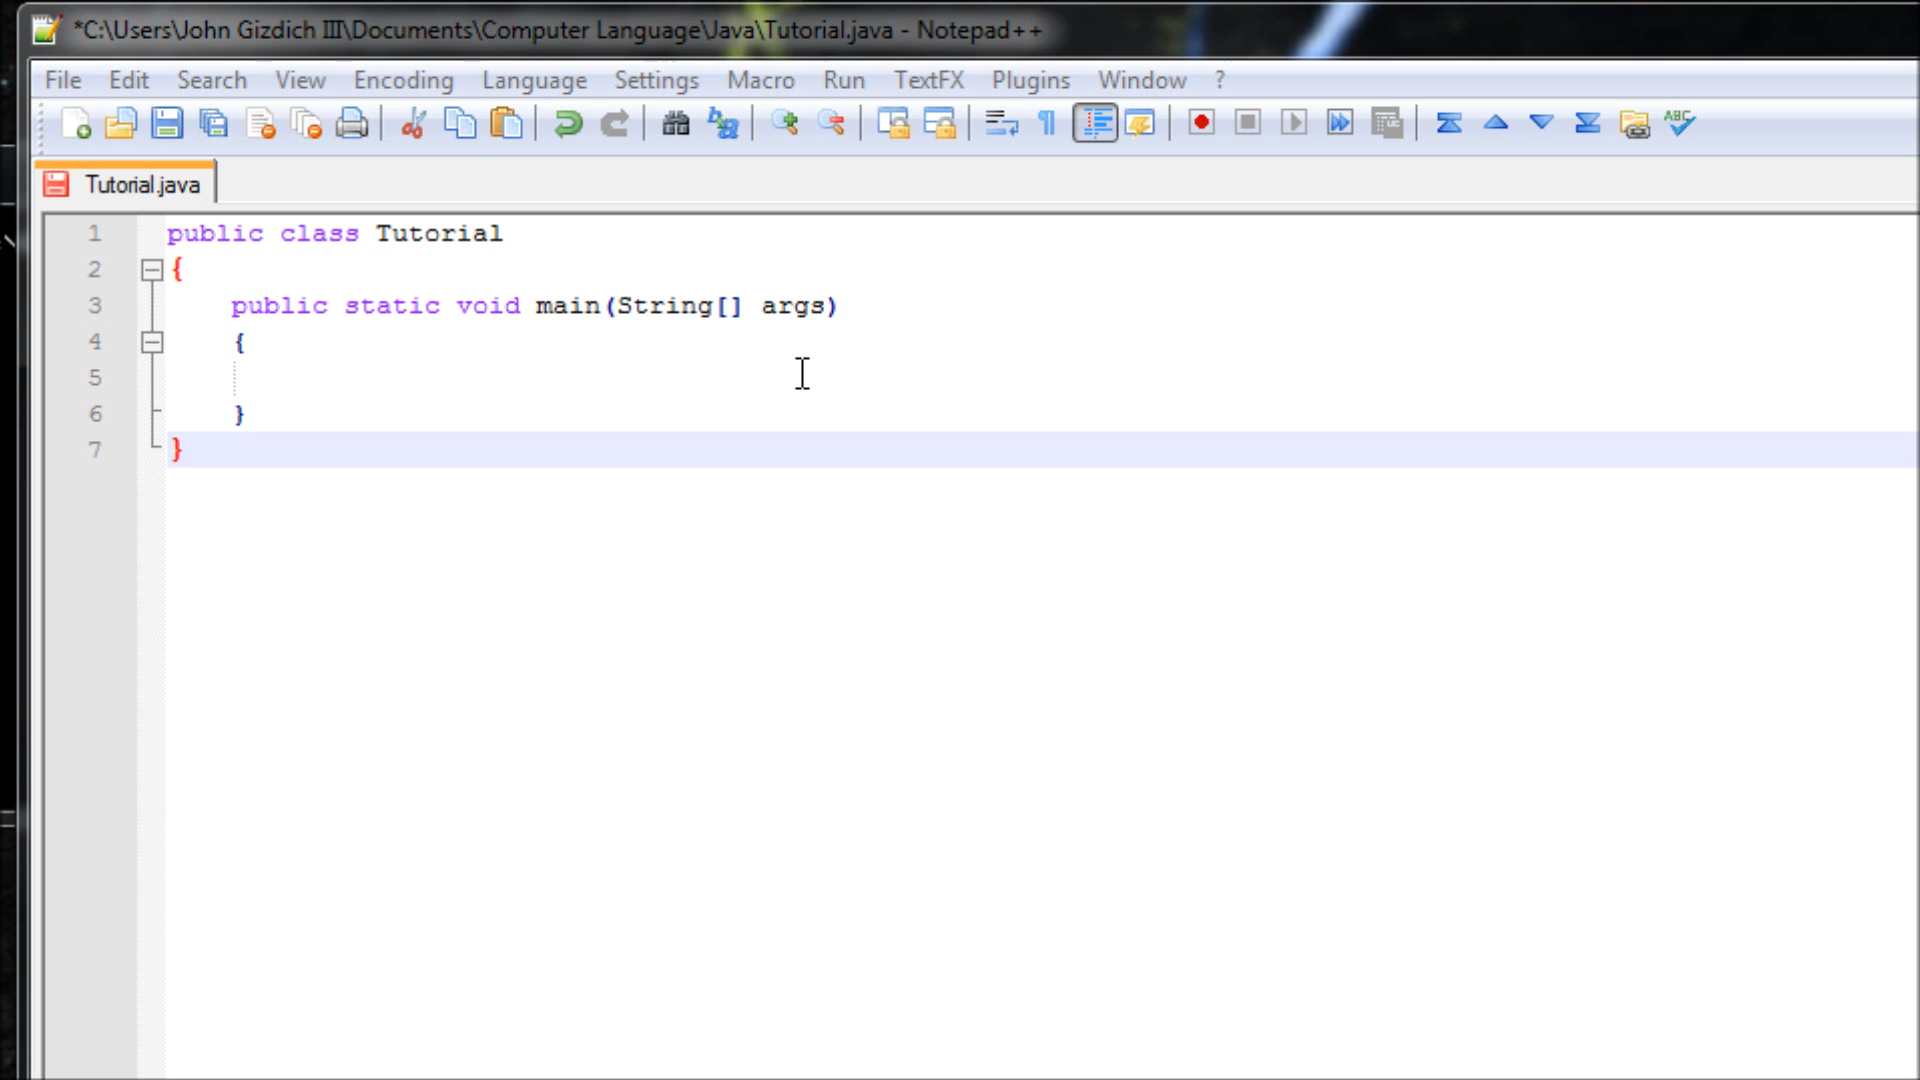 *C:\Users\John Gizdich III\Documents\Computer Language\Java\Tutorial.java - Notepad++
File Edit Search View Encoding Language Settings Macro Run TextFX Plugins Window ?
ABC
Tutorial.java
1 public class Tutorial
2 {
3 public static void main(String[] args)
4 {
5
6 }
7 }